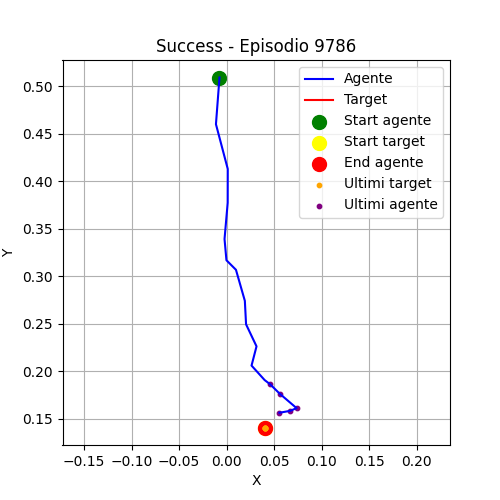 Success - Episodio 9786
Agente
Target
Start agente
Start target
End agente
Ultimi target
Ultimi agente
Y
0.50
0.45
0.40
0.35
0.30
0.25
0.20
0.15
−0.15 −0.10 −0.05 0.00 0.05 0.10 0.15 0.20
X